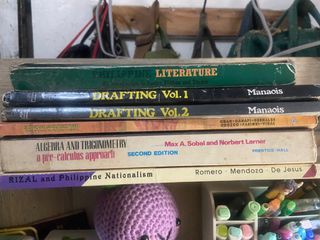 PHILIPPINE LITERATURE
DRAFTING Vol. 1 Manaois
DRAFTING Vol. 2 Manaois
ALGEBRA AND TRIGONOMETRY
a pre-calculus approach
SECOND EDITION
Max A. Sobel and Norbert Lerner
PRENTICE-HALL
RIZAL and Philippine Nationalism Romero - Mendoza - De Jesus